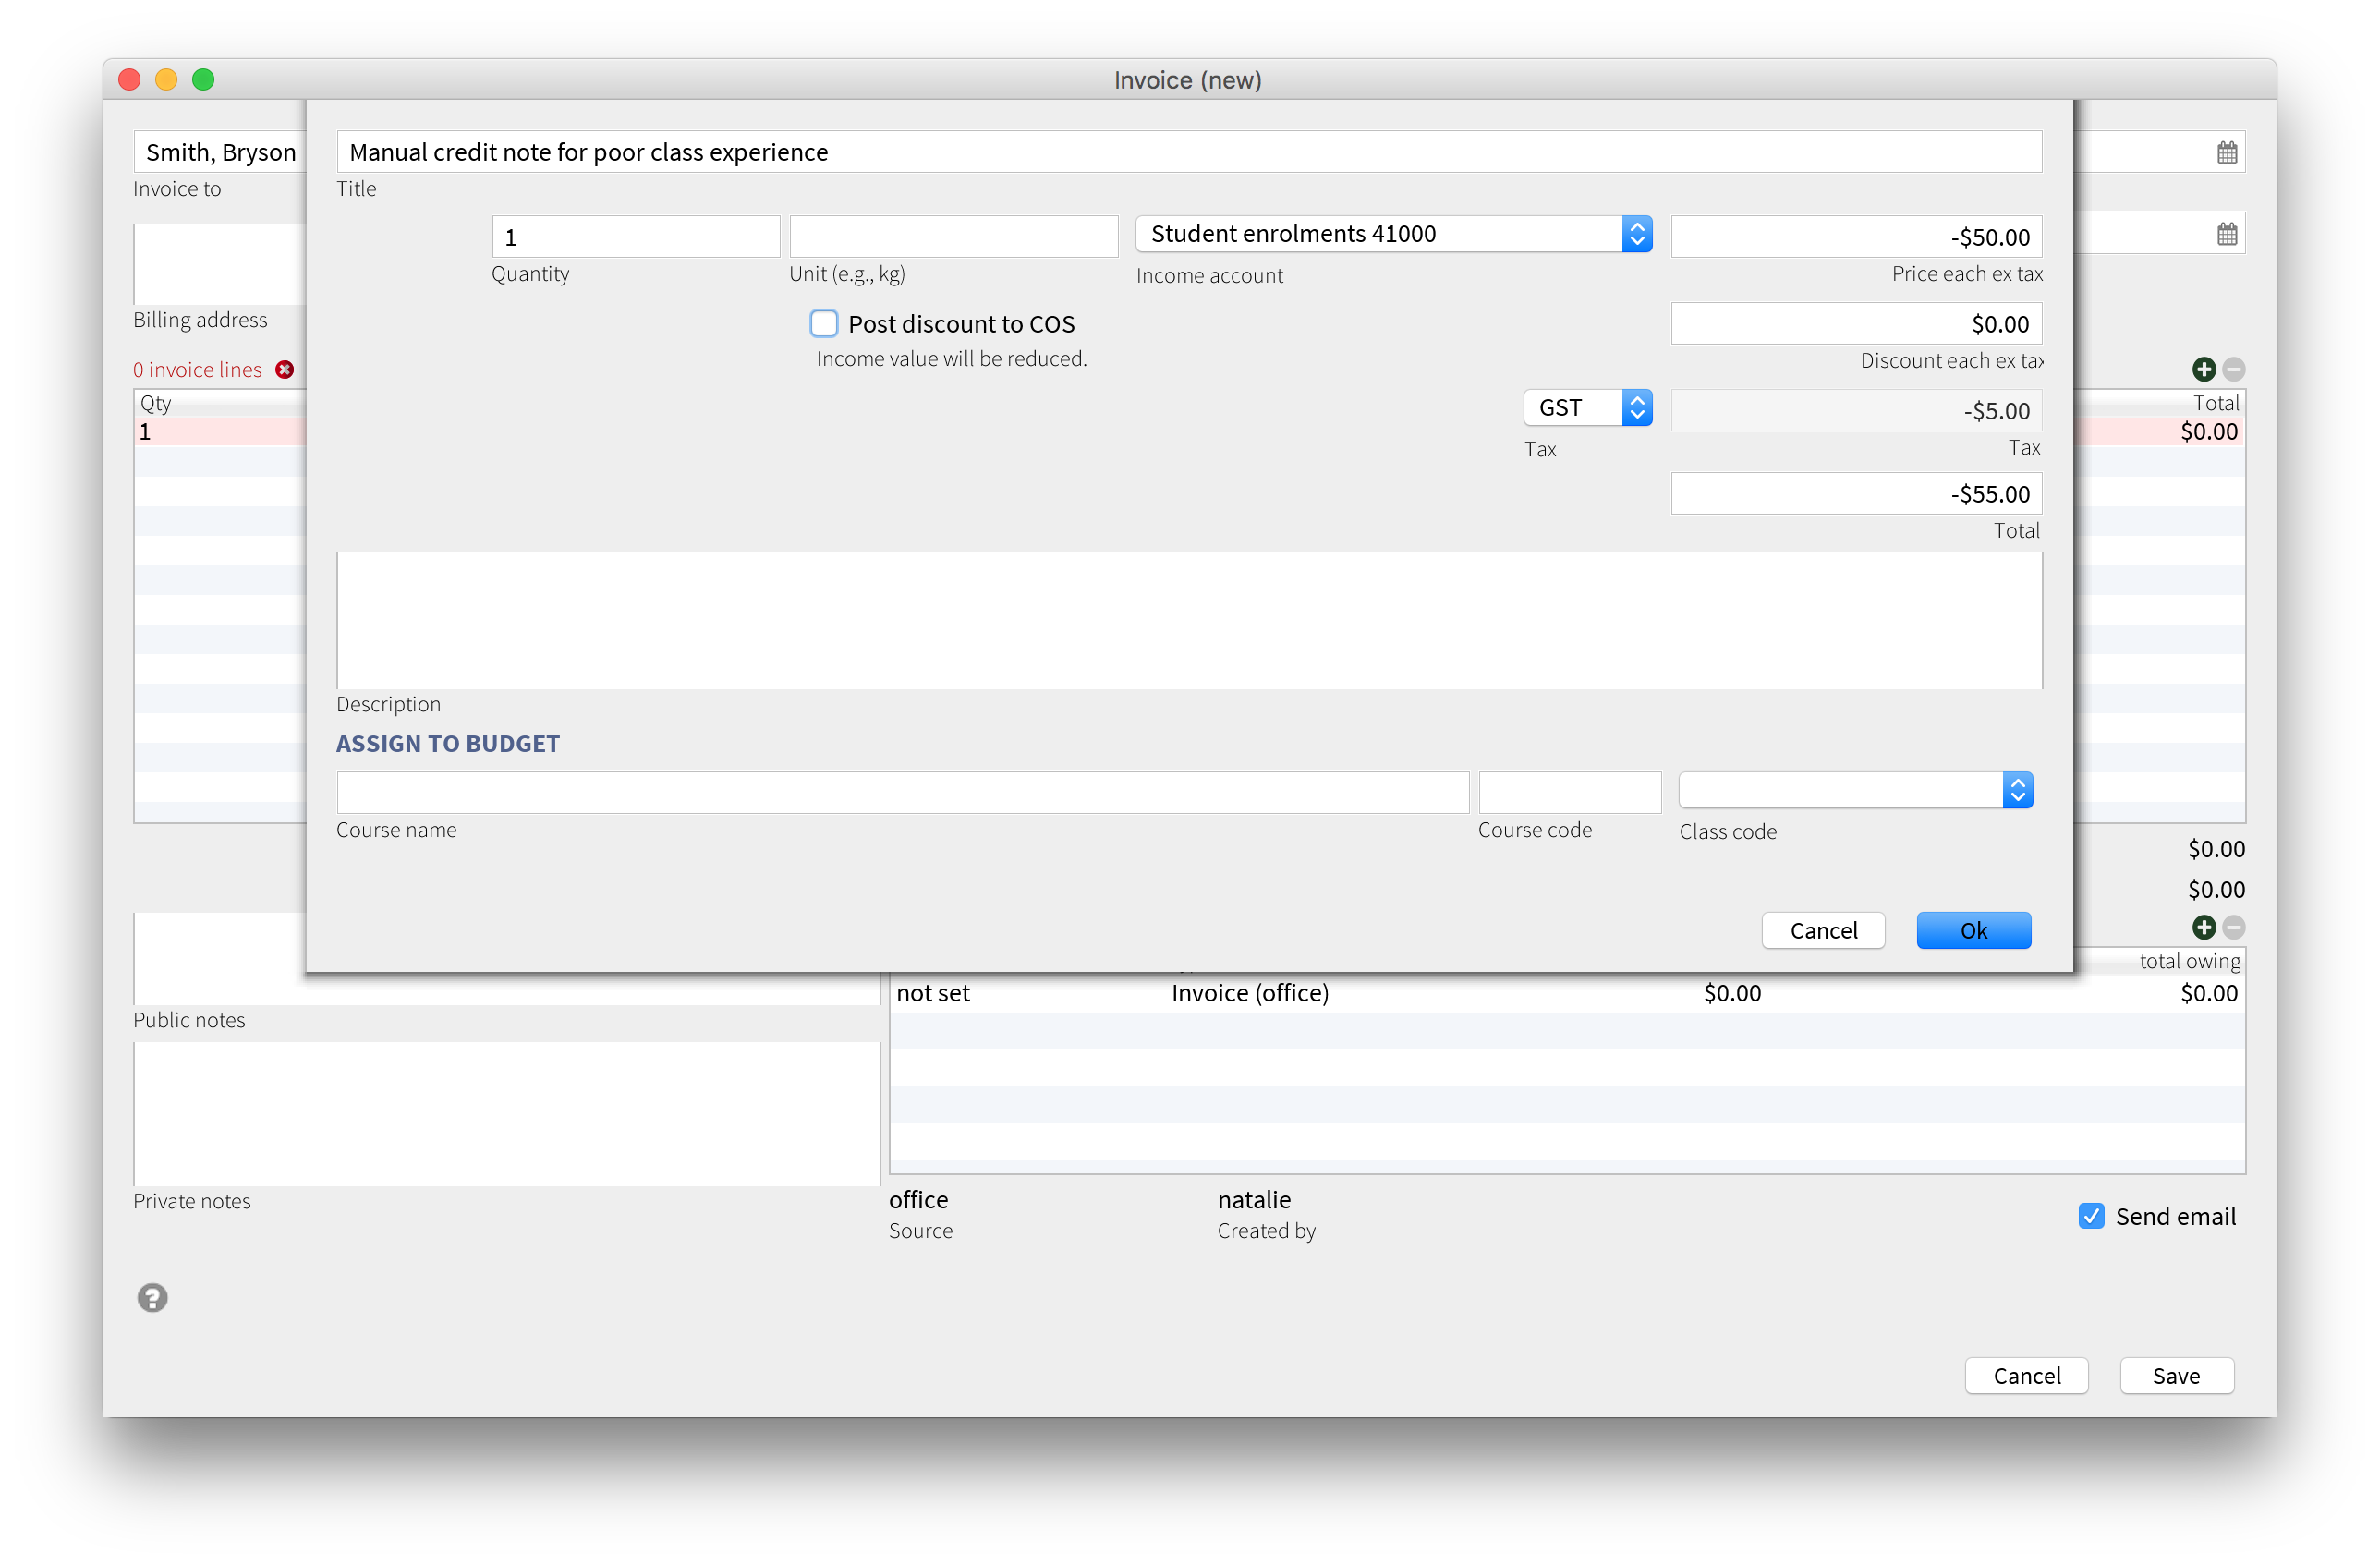 Invoice (new)
Smith, Bryson
Invoice to
Manual credit note for poor class experience
Title
1
Quantity
Unit (e.g., kg)
Student enrolments 41000
Income account
-$50.00
Price each ex tax
Billing address
Post discount to COS
Income value will be reduced.
$0.00
Discount each ex tax
0 invoice lines
Qty
Total
1
$0.00
GST
Tax
-$5.00
Tax
-$55.00
Total
Description
ASSIGN TO BUDGET
Course name
Course code
Class code
$0.00
$0.00
Cancel
Ok
total owing
not set
Invoice (office)
$0.00
$0.00
Public notes
Private notes
office
Source
natalie
Created by
Send email
?
Cancel
Save